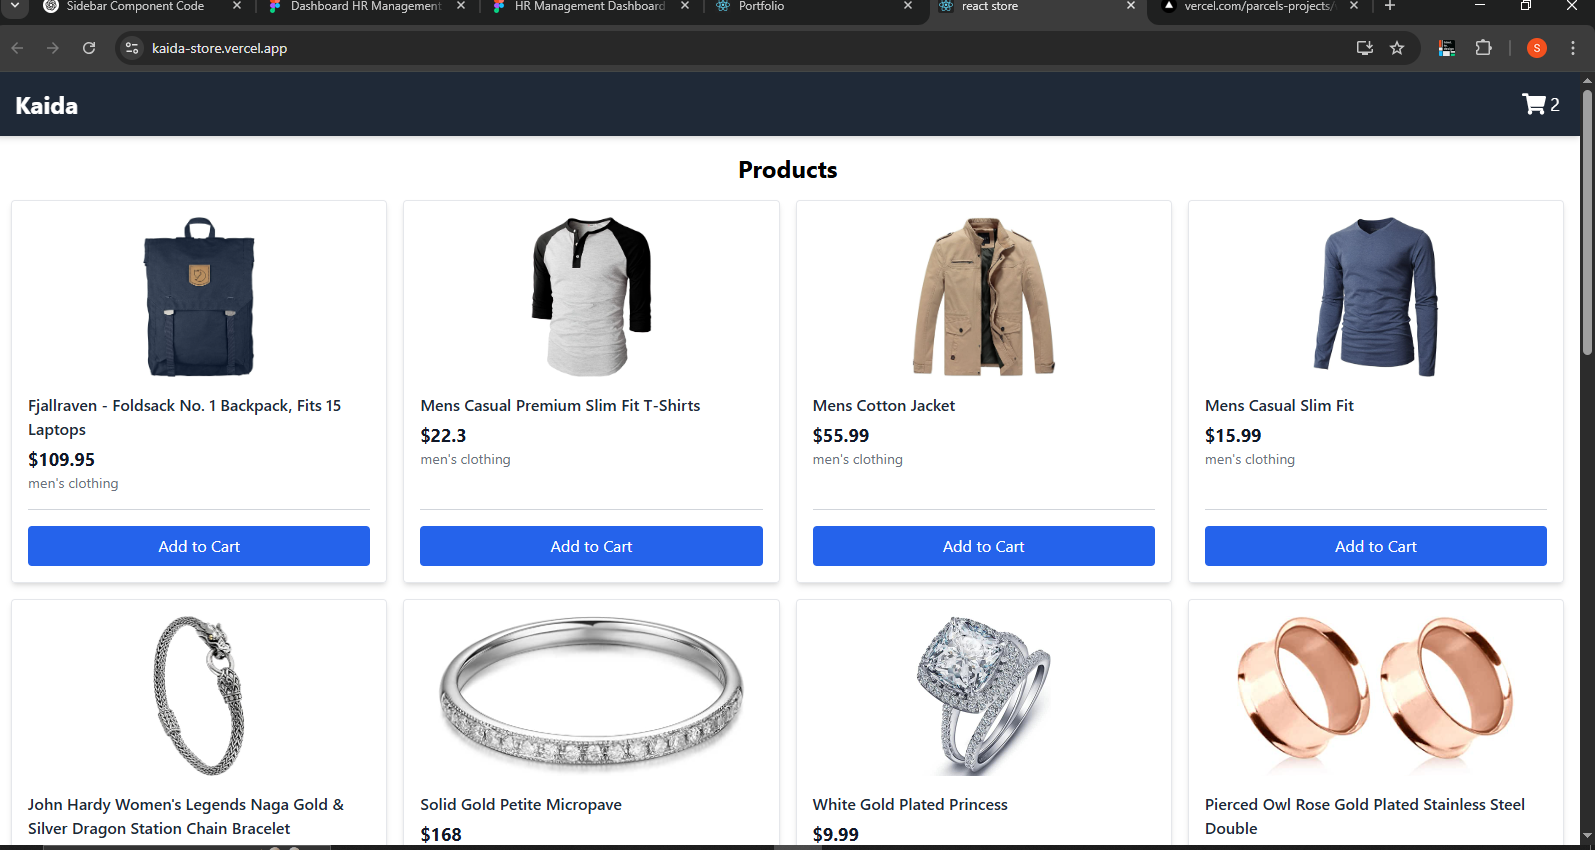 Sidebar Component Code
Dashboard HR Management
HR Management Dashboard
Portfolio
react store
vercel.com/parcels-projects/
kaida-store.vercel.app
S
Kaida
2
Products
Fjallraven - Foldsack No. 1 Backpack, Fits 15
Laptops
$109.95
men's clothing
Add to Cart
Mens Casual Premium Slim Fit T-Shirts
$22.3
men's clothing
Add to Cart
Mens Cotton Jacket
$55.99
men's clothing
Add to Cart
Mens Casual Slim Fit
$15.99
men's clothing
Add to Cart
John Hardy Women's Legends Naga Gold &
Silver Dragon Station Chain Bracelet
Solid Gold Petite Micropave
$168
White Gold Plated Princess
$9.99
Pierced Owl Rose Gold Plated Stainless Steel
Double